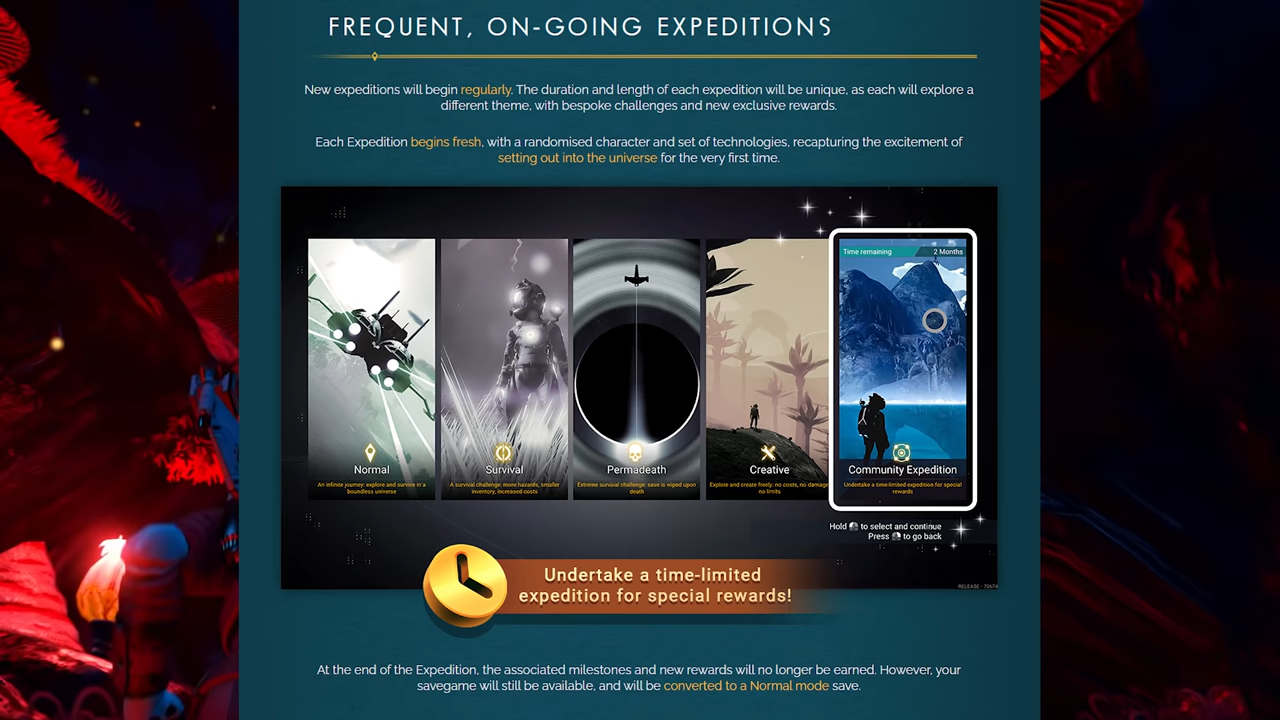 FREQUENT, ON-GOING EXPEDITIONS
New expeditions will begin regularly. The duration and length of each expedition will be unique, as each will explore a
different theme, with bespoke challenges and new exclusive rewards.
Each Expedition begins fresh, with a randomised character and set of technologies, recapturing the excitement of
setting out into the universe for the very first time.
Time remaining 2 Months
Normal
An infinite journey: explore and survive in a
boundless universe
Survival
A survival challenge: more hazards, smaller
inventory, increased costs
Permadeath
Extreme survival challenge: save is wiped upon
death
Creative
Explore and create freely: no costs, no damage
no limits
Community Expedition
Undertake a time-limited expedition for special
rewards
Hold to select and continue
Press to go back
RELEASE - 70674
Undertake a time-limited
expedition for special rewards!
At the end of the Expedition, the associated milestones and new rewards will no longer be earned. However, your
savegame will still be available, and will be converted to a Normal mode save.